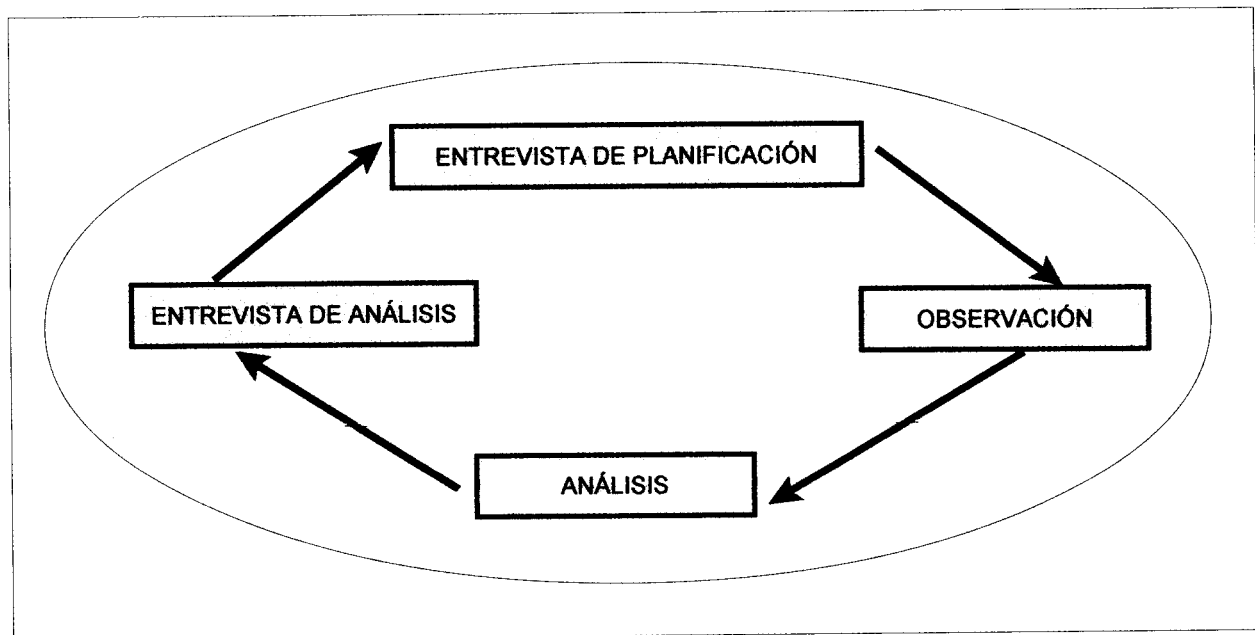 ENTREVISTA DE PLANIFICACIÓN
ENTREVISTA DE ANÁLISIS
OBSERVACIÓN
ANÁLISIS